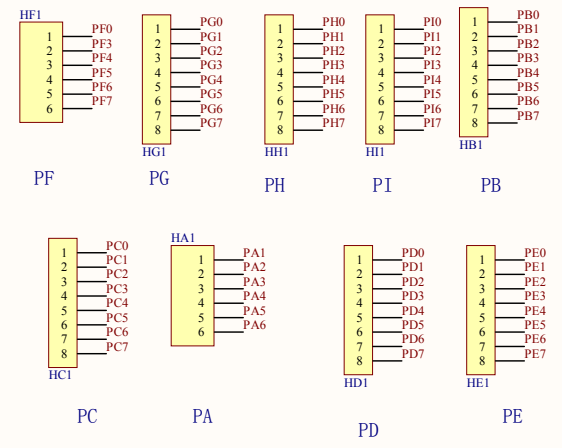 HF1
1 PF0
2 PF3
3 PF4
4 PF5
5 PF6
6 PF7
PF
1 PG0
2 PG1
3 PG2
4 PG3
5 PG4
6 PG5
7 PG6
8 PG7
HG1
PG
1 PH0
2 PH1
3 PH2
4 PH3
5 PH4
6 PH5
7 PH6
8 PH7
HH1
PH
1 PI0
2 PI1
3 PI2
4 PI3
5 PI4
6 PI5
7 PI6
8 PI7
HI1
PI
1 PB0
2 PB1
3 PB2
4 PB3
5 PB4
6 PB5
7 PB6
8 PB7
HB1
PB
1 PC0
2 PC1
3 PC2
4 PC3
5 PC4
6 PC5
7 PC6
8 PC7
HC1
PC
HA1
1 PA1
2 PA2
3 PA3
4 PA4
5 PA5
6 PA6
PA
1 PD0
2 PD1
3 PD2
4 PD3
5 PD4
6 PD5
7 PD6
8 PD7
HD1
PD
1 PE0
2 PE1
3 PE2
4 PE3
5 PE4
6 PE5
7 PE6
8 PE7
HE1
PE